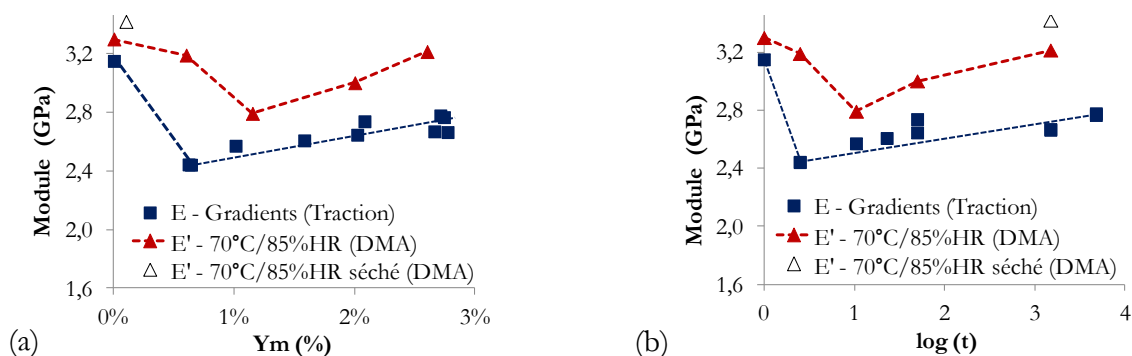 3,2
2,8
2,4
2,0
1,6
Module (GPa)
E - Gradients (Traction)
E' - 70°C/85%HR (DMA)
E' - 70°C/85%HR séché (DMA)
0% 1% 2% 3%
Ym (%)
(a)
3,2
2,8
2,4
2,0
1,6
Module (GPa)
E - Gradients (Traction)
E' - 70°C/85%HR (DMA)
E' - 70°C/85%HR séché (DMA)
0 1 2 3 4
log (t)
(b)